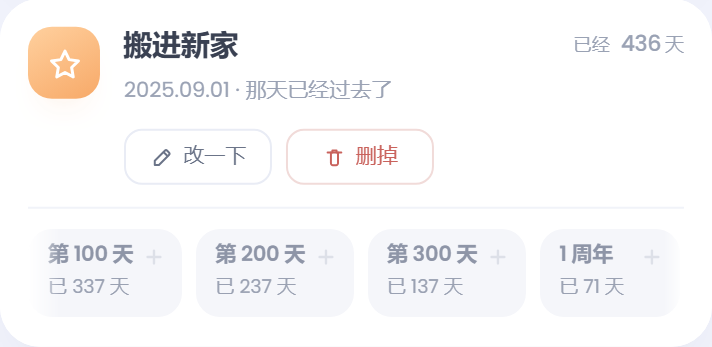 搬进新家
已经 436 天
2025.09.01 · 那天已经过去了
改一下
删掉
第 100 天 +
已 337 天
第 200 天 +
已 237 天
第 300 天 +
已 137 天
1 周年 +
已 71 天